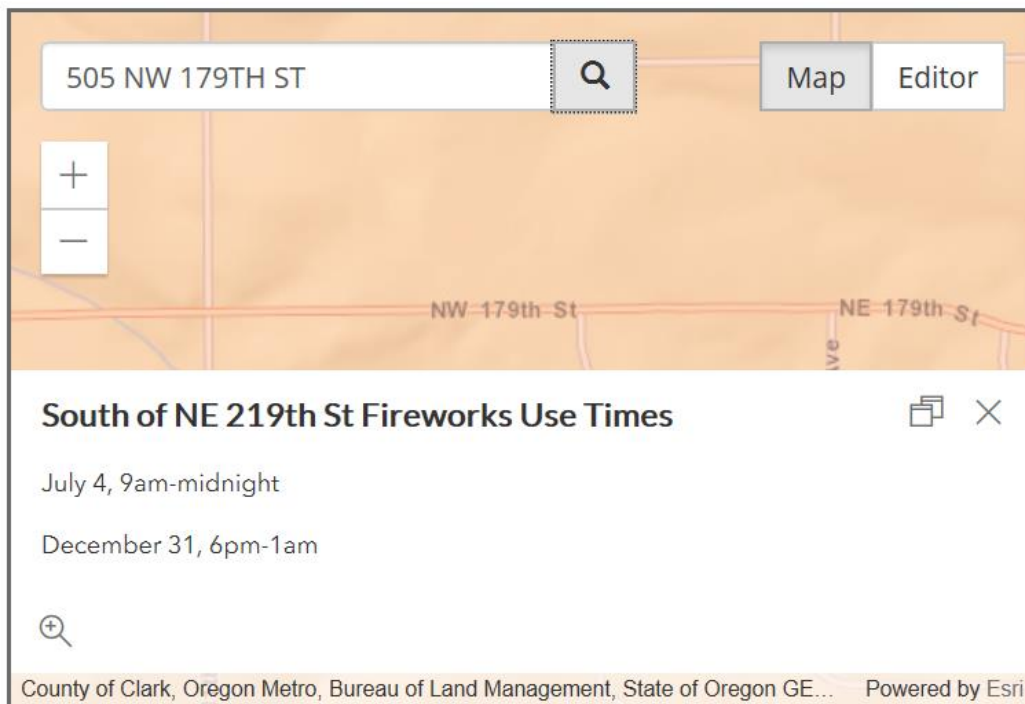 505 NW 179TH ST
Map
Editor
NW 179th St
NE 179th St
Ave
South of NE 219th St Fireworks Use Times
July 4, 9am-midnight
December 31, 6pm-1am
County of Clark, Oregon Metro, Bureau of Land Management, State of Oregon GE...
Powered by Esri